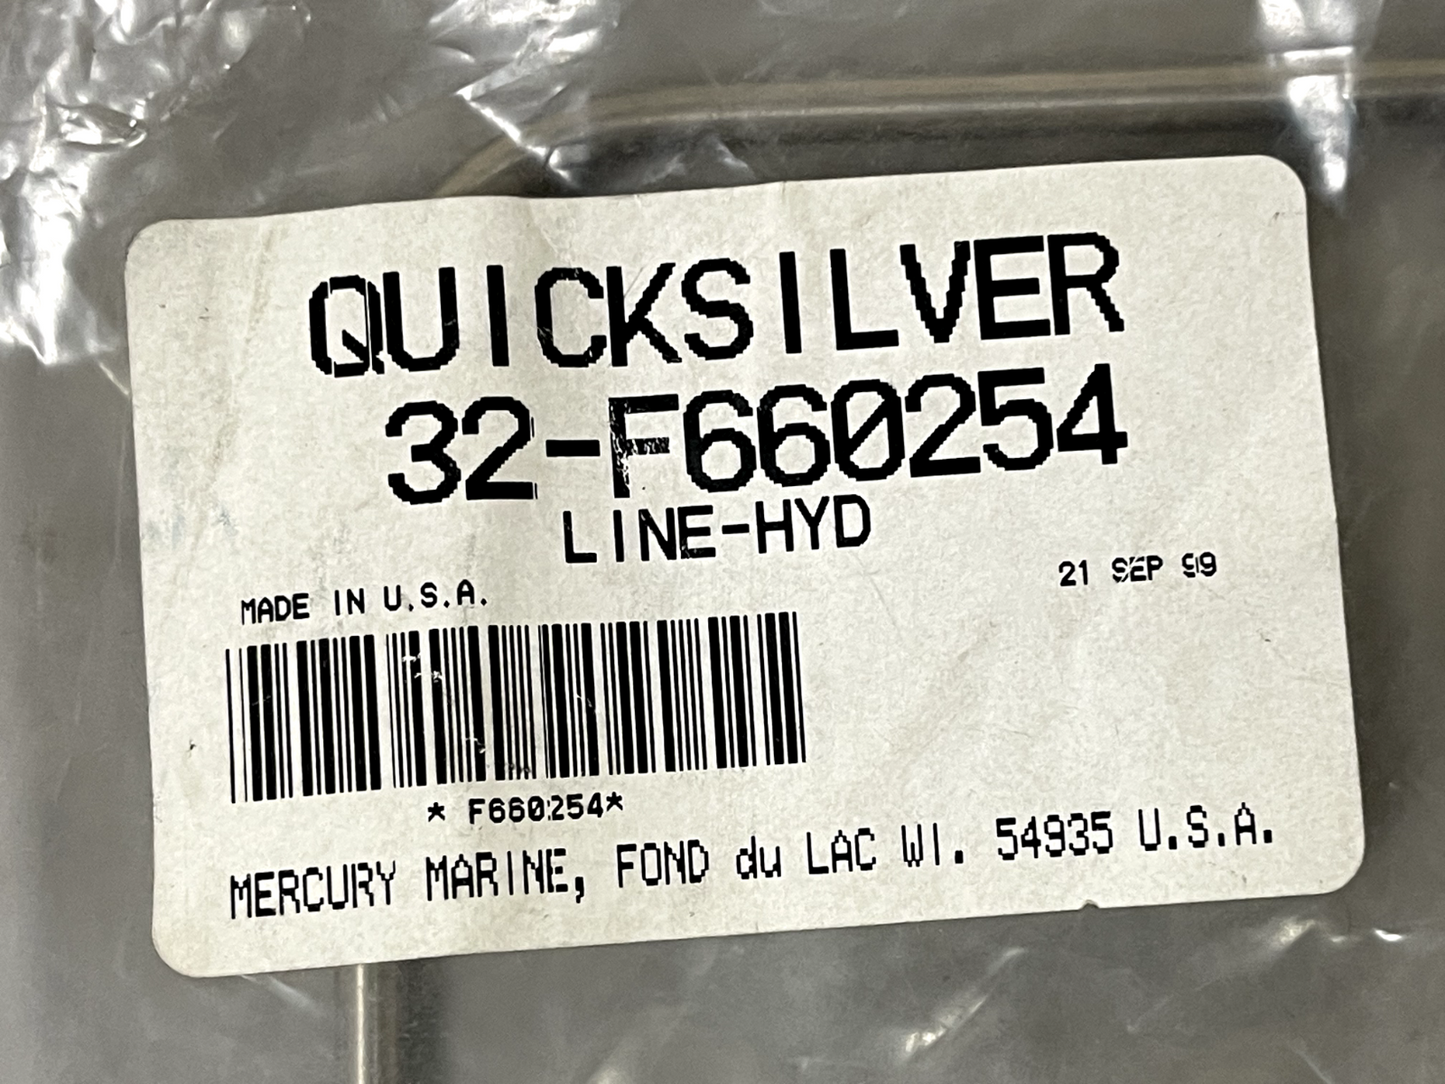 QUICKSILVER
32-F660254
LINE-HYD
MADE IN U.S.A.
21 SEP 99
* F660254*
MERCURY MARINE, FOND du LAC WI. 54935 U.S.A.